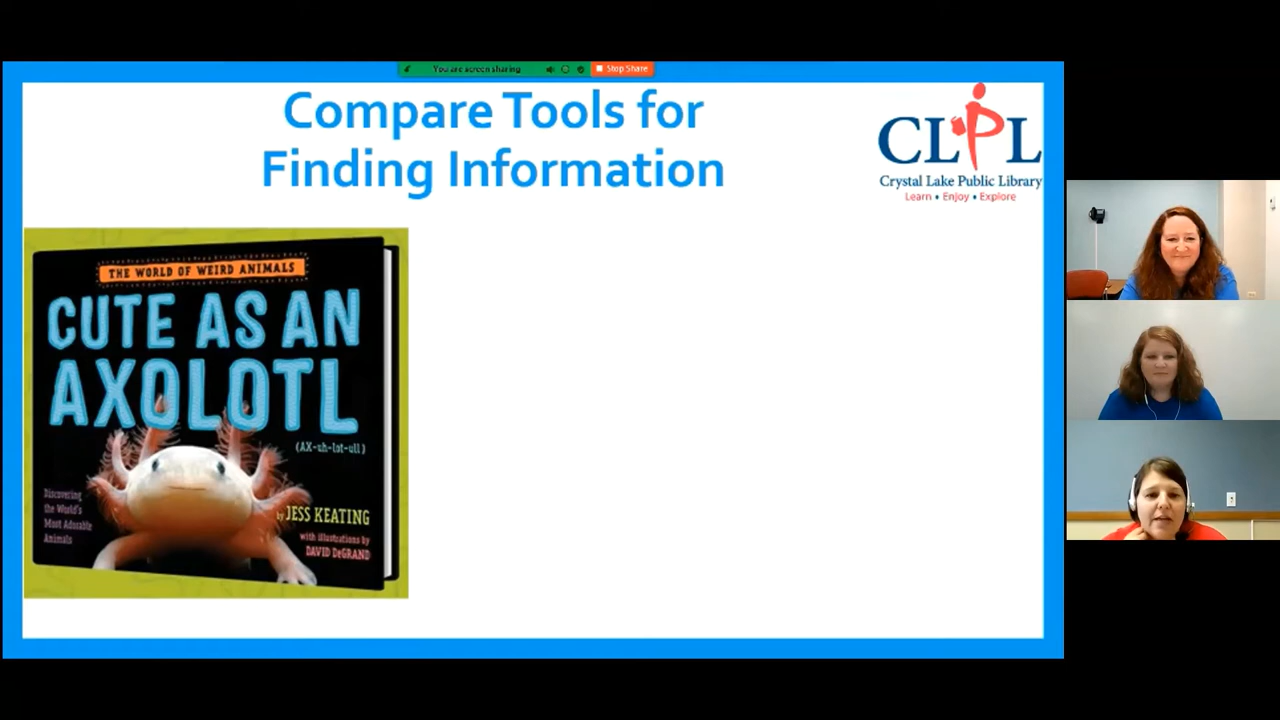 You are screen sharing
Stop Share
Compare Tools for
Finding Information
CLPL
Crystal Lake Public Library
Learn • Enjoy • Explore
THE WORLD OF WEIRD ANIMALS
CUTE AS AN
AXOLOTL
(AX-uh-lot-ull)
Discovering
the World's
Most Adorable
Animals
by JESS KEATING
with illustrations by
DAVID DeGRAND